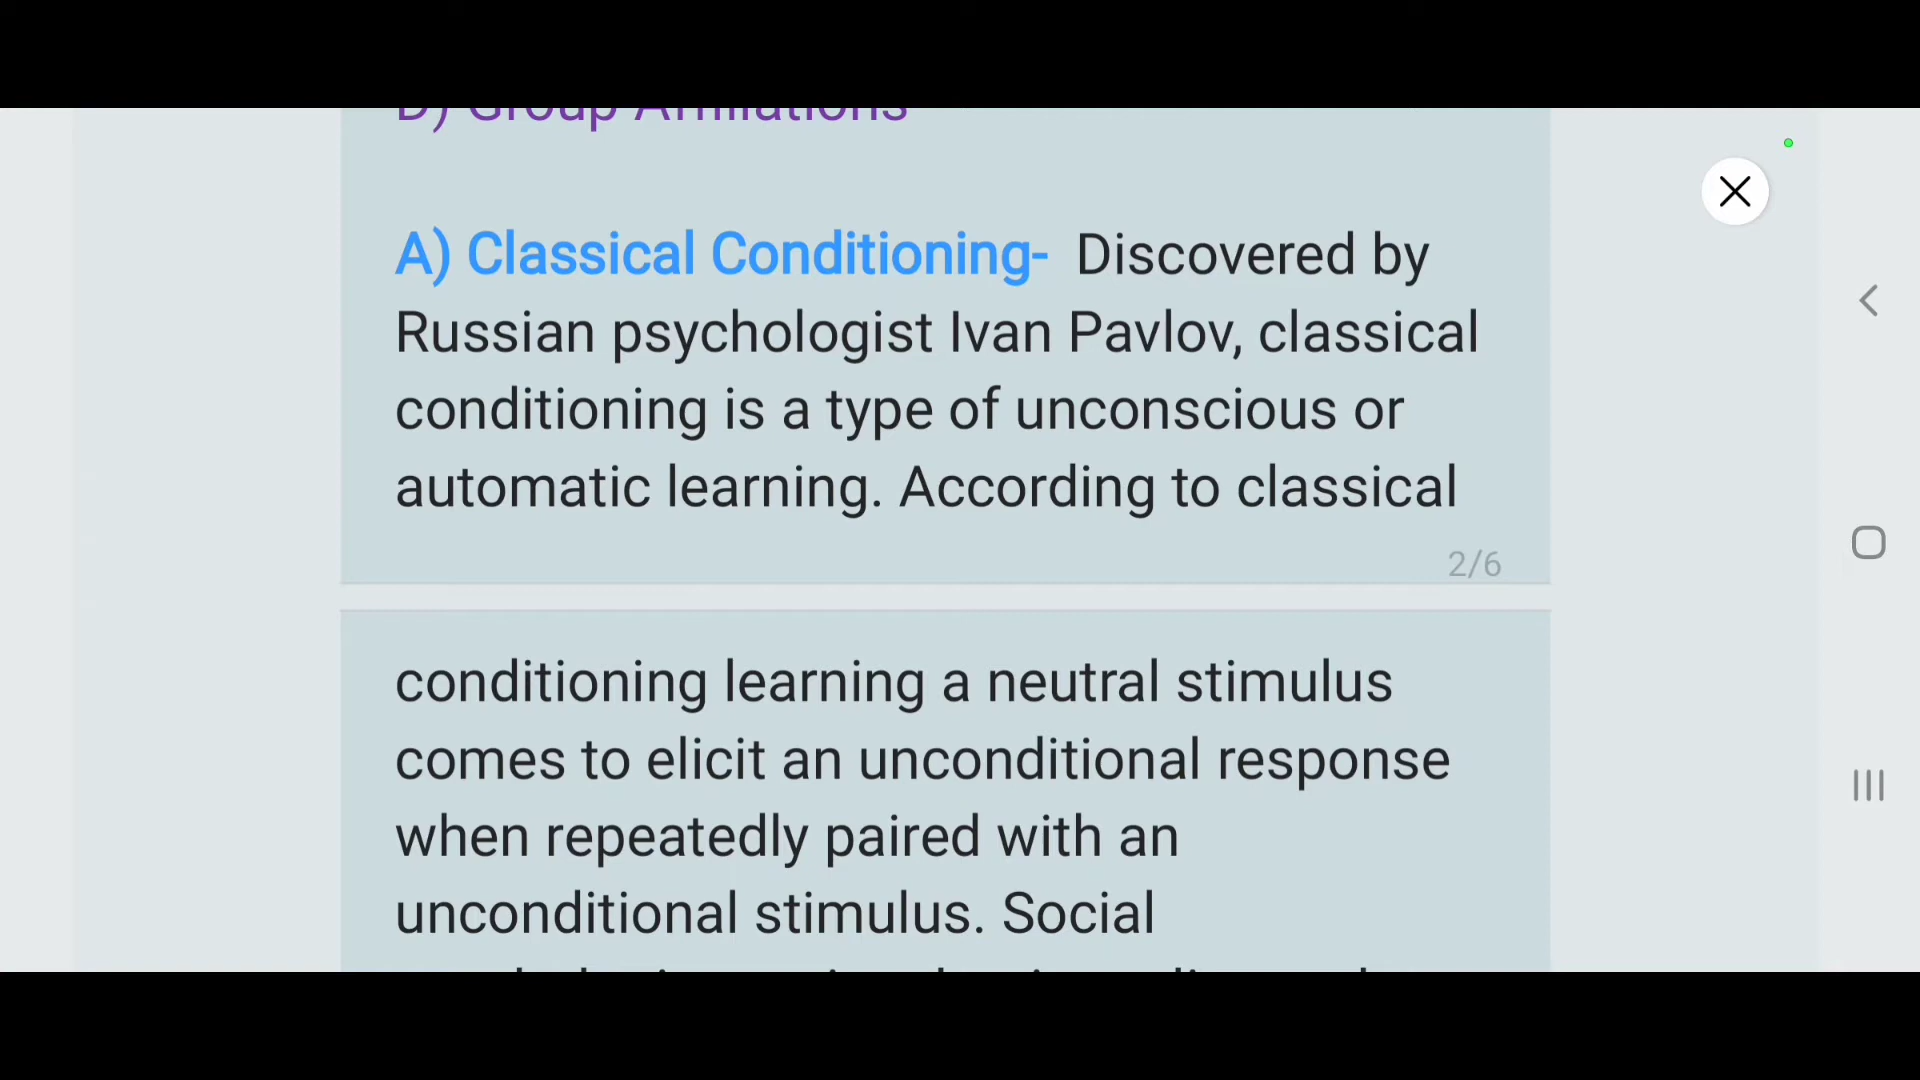 D) Group Affiliations
A) Classical Conditioning- Discovered by
Russian psychologist Ivan Pavlov, classical
conditioning is a type of unconscious or
automatic learning. According to classical
2/6
conditioning learning a neutral stimulus
comes to elicit an unconditional response
when repeatedly paired with an
unconditional stimulus. Social